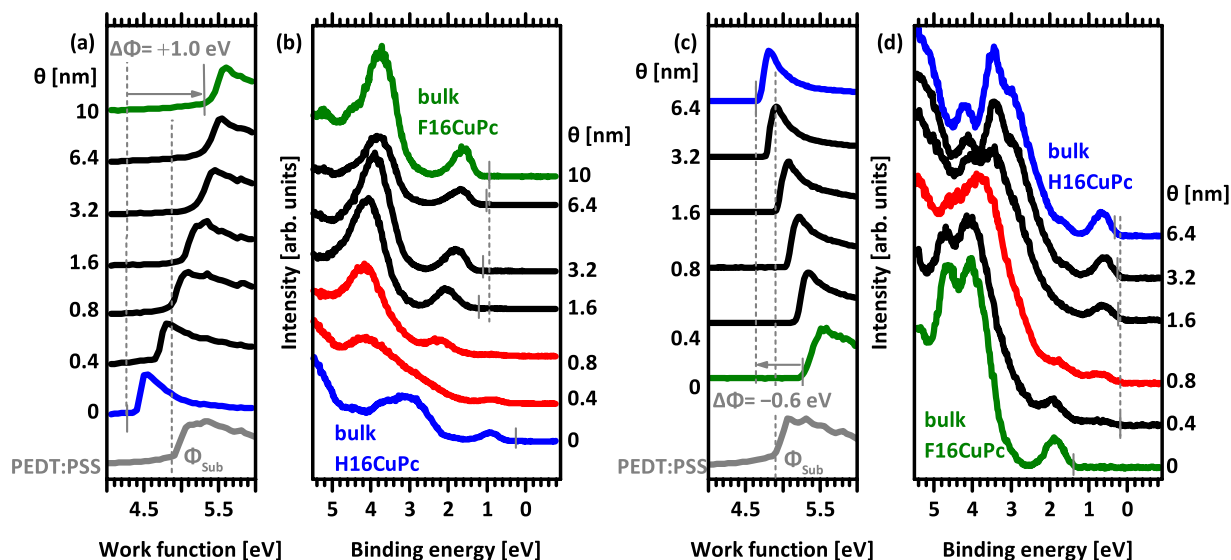 (a)
ΔΦ= +1.0 eV
θ [nm]
10
6.4
3.2
1.6
0.8
0.4
0
PEDT:PSS
ΦSub
4.5 5.5
Work function [eV]
(b)
Intensity [arb. units]
bulk
F16CuPc
θ [nm]
10
6.4
3.2
1.6
0.8
0.4
0
bulk
H16CuPc
5 4 3 2 1 0
Binding energy [eV]
(c)
θ [nm]
6.4
3.2
1.6
0.8
0.4
0
ΔΦ= −0.6 eV
PEDT:PSS
ΦSub
4.5 5.5
Work function [eV]
(d)
Intensity [arb. units]
bulk
H16CuPc
θ [nm]
6.4
3.2
1.6
0.8
0.4
0
bulk
F16CuPc
5 4 3 2 1 0
Binding energy [eV]